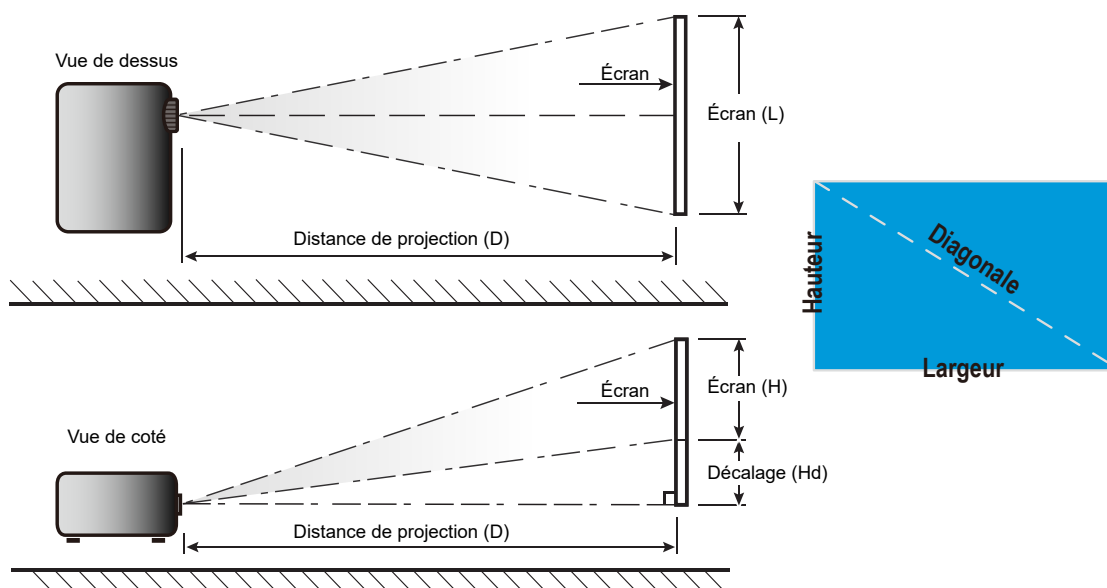 Vue de dessus
Écran
Écran (L)
Distance de projection (D)
Hauteur
Diagonale
Largeur
Vue de coté
Écran
Écran (H)
Décalage (Hd)
Distance de projection (D)